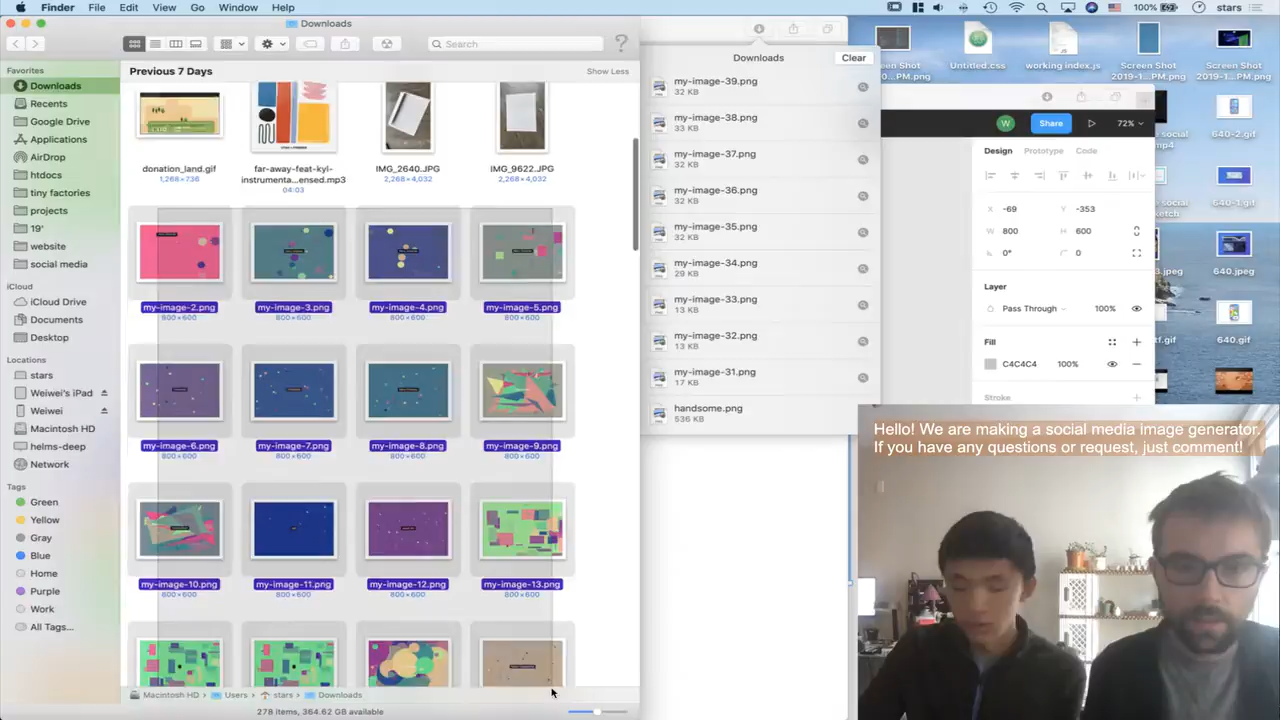 Finder File Edit View Go Window Help
100% stars
Downloads
Search
Favorites
Downloads
Recents
Google Drive
Applications
AirDrop
htdocs
tiny factories
projects
19'
website
social media
iCloud
iCloud Drive
Documents
Desktop
Locations
stars
Weiwei's iPad
Weiwei
Macintosh HD
helms-deep
Network
Tags
Green
Yellow
Gray
Blue
Home
Purple
Work
All Tags...
Previous 7 Days
Show Less
donation_land.gif
1,268×736
far-away-feat-kyl-instrumenta...ensed.mp3
04:03
IMG_2640.JPG
2,268×4,032
IMG_9622.JPG
2,268×4,032
my-image-2.png my-image-3.png my-image-4.png my-image-5.png
800×600 800×600 800×600 800×600
my-image-6.png my-image-7.png my-image-8.png my-image-9.png
800×600 800×600 800×600 800×600
my-image-10.png my-image-11.png my-image-12.png my-image-13.png
800×600 800×600 800×600 800×600
Macintosh HD › Users › stars › Downloads
278 items, 364.62 GB available
Downloads
Clear
my-image-39.png
32 KB
my-image-38.png
33 KB
my-image-37.png
32 KB
my-image-36.png
32 KB
my-image-35.png
32 KB
my-image-34.png
29 KB
my-image-33.png
13 KB
my-image-32.png
13 KB
my-image-31.png
17 KB
handsome.png
536 KB
W Share 72%
Design Prototype Code
X -69 Y -353
W 800 H 600
0° 0
Layer
Pass Through 100%
Fill
C4C4C4 100%
Stroke
Untitled.css
working index.js
Screen Shot
2019-1...PM.png
Screen Shot
2019-1...PM.png
640-2.gif
640-1.gif
640.jpeg
640.gif
Hello! We are making a social media image generator.
If you have any questions or request, just comment!